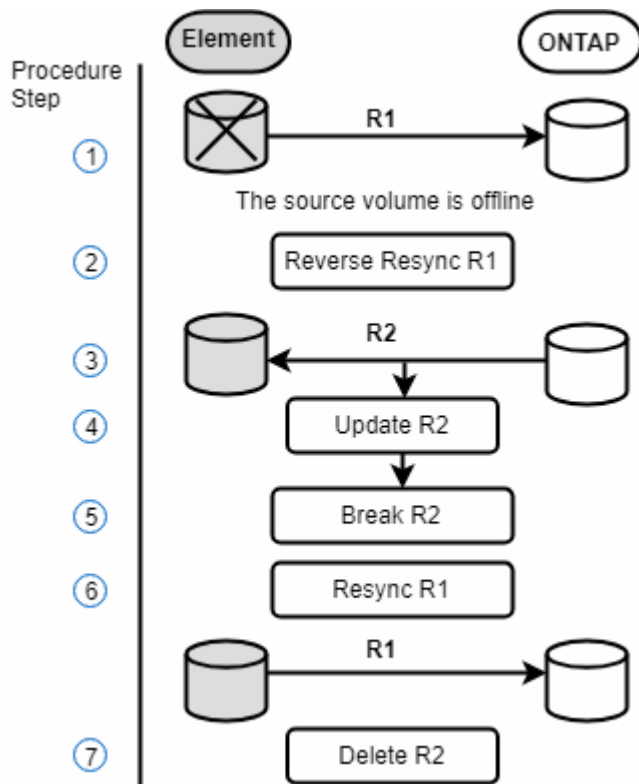 Element
ONTAP
Procedure
Step
R1
1
The source volume is offline
2
Reverse Resync R1
R2
3
4
Update R2
5
Break R2
6
Resync R1
R1
7
Delete R2